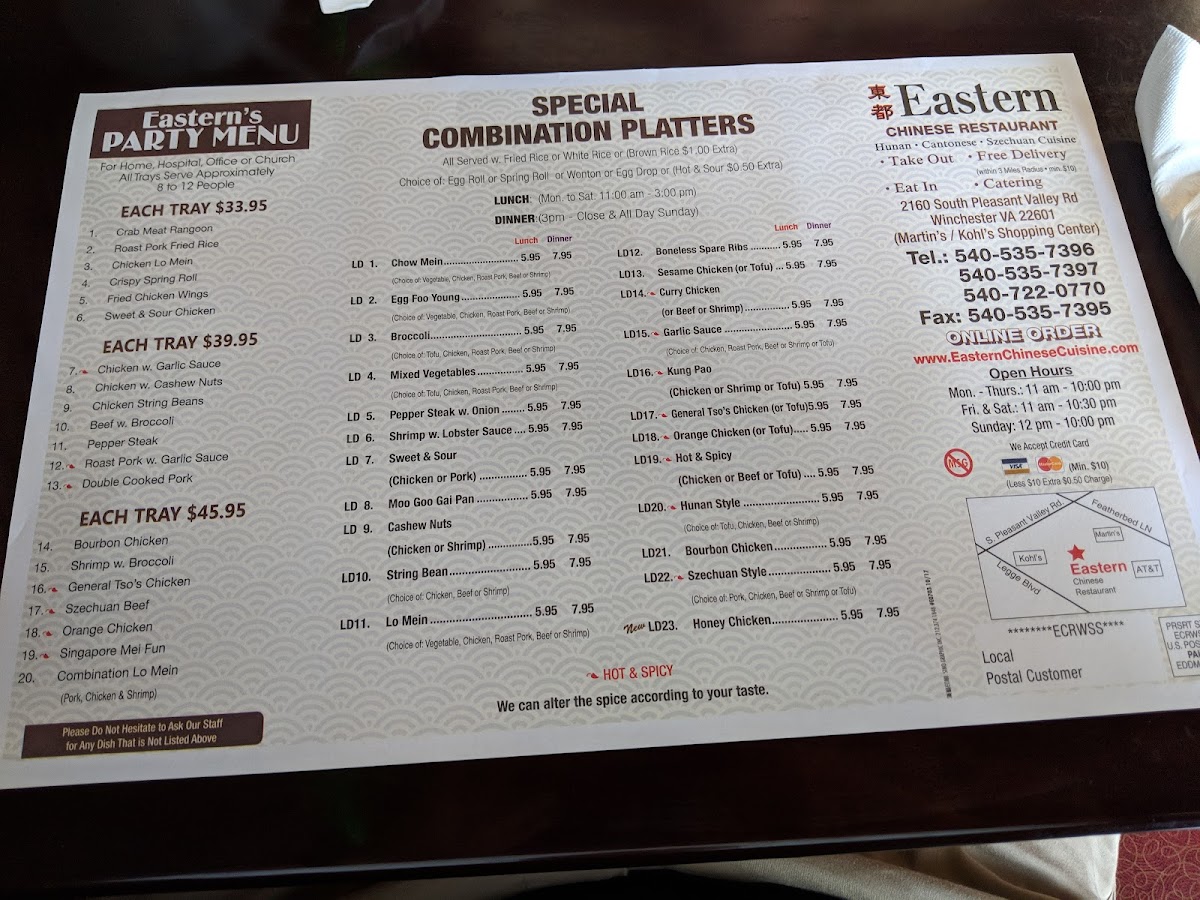 Eastern's
PARTY MENU
For Home, Hospital, Office or Church
All Trays Serve Approximately
8 to 12 People
EACH TRAY $33.95
1. Crab Meat Rangoon
2. Roast Pork Fried Rice
3. Chicken Lo Mein
4. Crispy Spring Roll
5. Fried Chicken Wings
6. Sweet & Sour Chicken
EACH TRAY $39.95
7. Chicken w. Garlic Sauce
8. Chicken w. Cashew Nuts
9. Chicken String Beans
10. Beef w. Broccoli
11. Pepper Steak
12. Roast Pork w. Garlic Sauce
13. Double Cooked Pork
EACH TRAY $45.95
14. Bourbon Chicken
15. Shrimp w. Broccoli
16. General Tso's Chicken
17. Szechuan Beef
18. Orange Chicken
19. Singapore Mei Fun
20. Combination Lo Mein
(Pork, Chicken & Shrimp)
Please Do Not Hesitate to Ask Our Staff
for Any Dish That is Not Listed Above
SPECIAL
COMBINATION PLATTERS
All Served w. Fried Rice or White Rice or (Brown Rice $1.00 Extra)
Choice of: Egg Roll or Spring Roll or Wonton or Egg Drop or (Hot & Sour $0.50 Extra)
LUNCH: (Mon. to Sat: 11:00 am - 3:00 pm)
DINNER:(3pm - Close & All Day Sunday)
Lunch Dinner
LD 1. Chow Mein.................. 5.95 7.95
(Choice of: Vegetable, Chicken, Roast Pork, Beef or Shrimp)
LD 2. Egg Foo Young.................. 5.95 7.95
(Choice of: Vegetable, Chicken, Roast Pork, Beef or Shrimp)
LD 3. Broccoli.................. 5.95 7.95
(Choice of: Tofu, Chicken, Roast Pork, Beef or Shrimp)
LD 4. Mixed Vegetables............... 5.95 7.95
(Choice of: Tofu, Chicken, Roast Pork, Beef or Shrimp)
LD 5. Pepper Steak w. Onion ........ 5.95 7.95
LD 6. Shrimp w. Lobster Sauce .... 5.95 7.95
LD 7. Sweet & Sour
(Chicken or Pork) ................. 5.95 7.95
LD 8. Moo Goo Gai Pan ................ 5.95 7.95
LD 9. Cashew Nuts
(Chicken or Shrimp) ..............5.95 7.95
LD10. String Bean........................ 5.95 7.95
(Choice of: Chicken, Beef or Shrimp)
LD11. Lo Mein .............................. 5.95 7.95
(Choice of: Vegetable, Chicken, Roast Pork, Beef or Shrimp)
Lunch Dinner
LD12. Boneless Spare Ribs .......... 5.95 7.95
LD13. Sesame Chicken (or Tofu) ... 5.95 7.95
LD14. Curry Chicken
(or Beef or Shrimp).............. 5.95 7.95
LD15. Garlic Sauce ..................... 5.95 7.95
(Choice of: Chicken, Roast Pork, Beef or Shrimp or Tofu)
LD16. Kung Pao
(Chicken or Shrimp or Tofu) 5.95 7.95
LD17. General Tso's Chicken (or Tofu)5.95 7.95
LD18. Orange Chicken (or Tofu)..... 5.95 7.95
LD19. Hot & Spicy
(Chicken or Beef or Tofu) .... 5.95 7.95
LD20. Hunan Style ...................... 5.95 7.95
(Choice of: Tofu, Chicken, Beef or Shrimp)
LD21. Bourbon Chicken................ 5.95 7.95
LD22. Szechuan Style................... 5.95 7.95
(Choice of: Pork, Chicken, Beef or Shrimp or Tofu)
New LD23. Honey Chicken.................... 5.95 7.95
HOT & SPICY
We can alter the spice according to your taste.
東都 Eastern
CHINESE RESTAURANT
Hunan • Cantonese • Szechuan Cuisine
• Take Out • Free Delivery
(within 3 Miles Radius • min. $10)
• Eat In • Catering
2160 South Pleasant Valley Rd
Winchester VA 22601
(Martin's / Kohl's Shopping Center)
Tel.: 540-535-7396
540-535-7397
540-722-0770
Fax: 540-535-7395
ONLINE ORDER
www.EasternChineseCuisine.com
Open Hours
Mon. - Thurs.: 11 am - 10:00 pm
Fri. & Sat.: 11 am - 10:30 pm
Sunday: 12 pm - 10:00 pm
We Accept Credit Card
MSG
VISA MasterCard (Min. $10)
(Less $10 Extra $0.50 Charge)
S. Pleasant Valley Rd
Featherbed LN
Martin's
Kohl's
Eastern
Chinese
Restaurant
AT&T
Legge Blvd
********ECRWSS****
Local
Postal Customer
PRSRT S
ECRW
U.S. POS
PA
EDDM